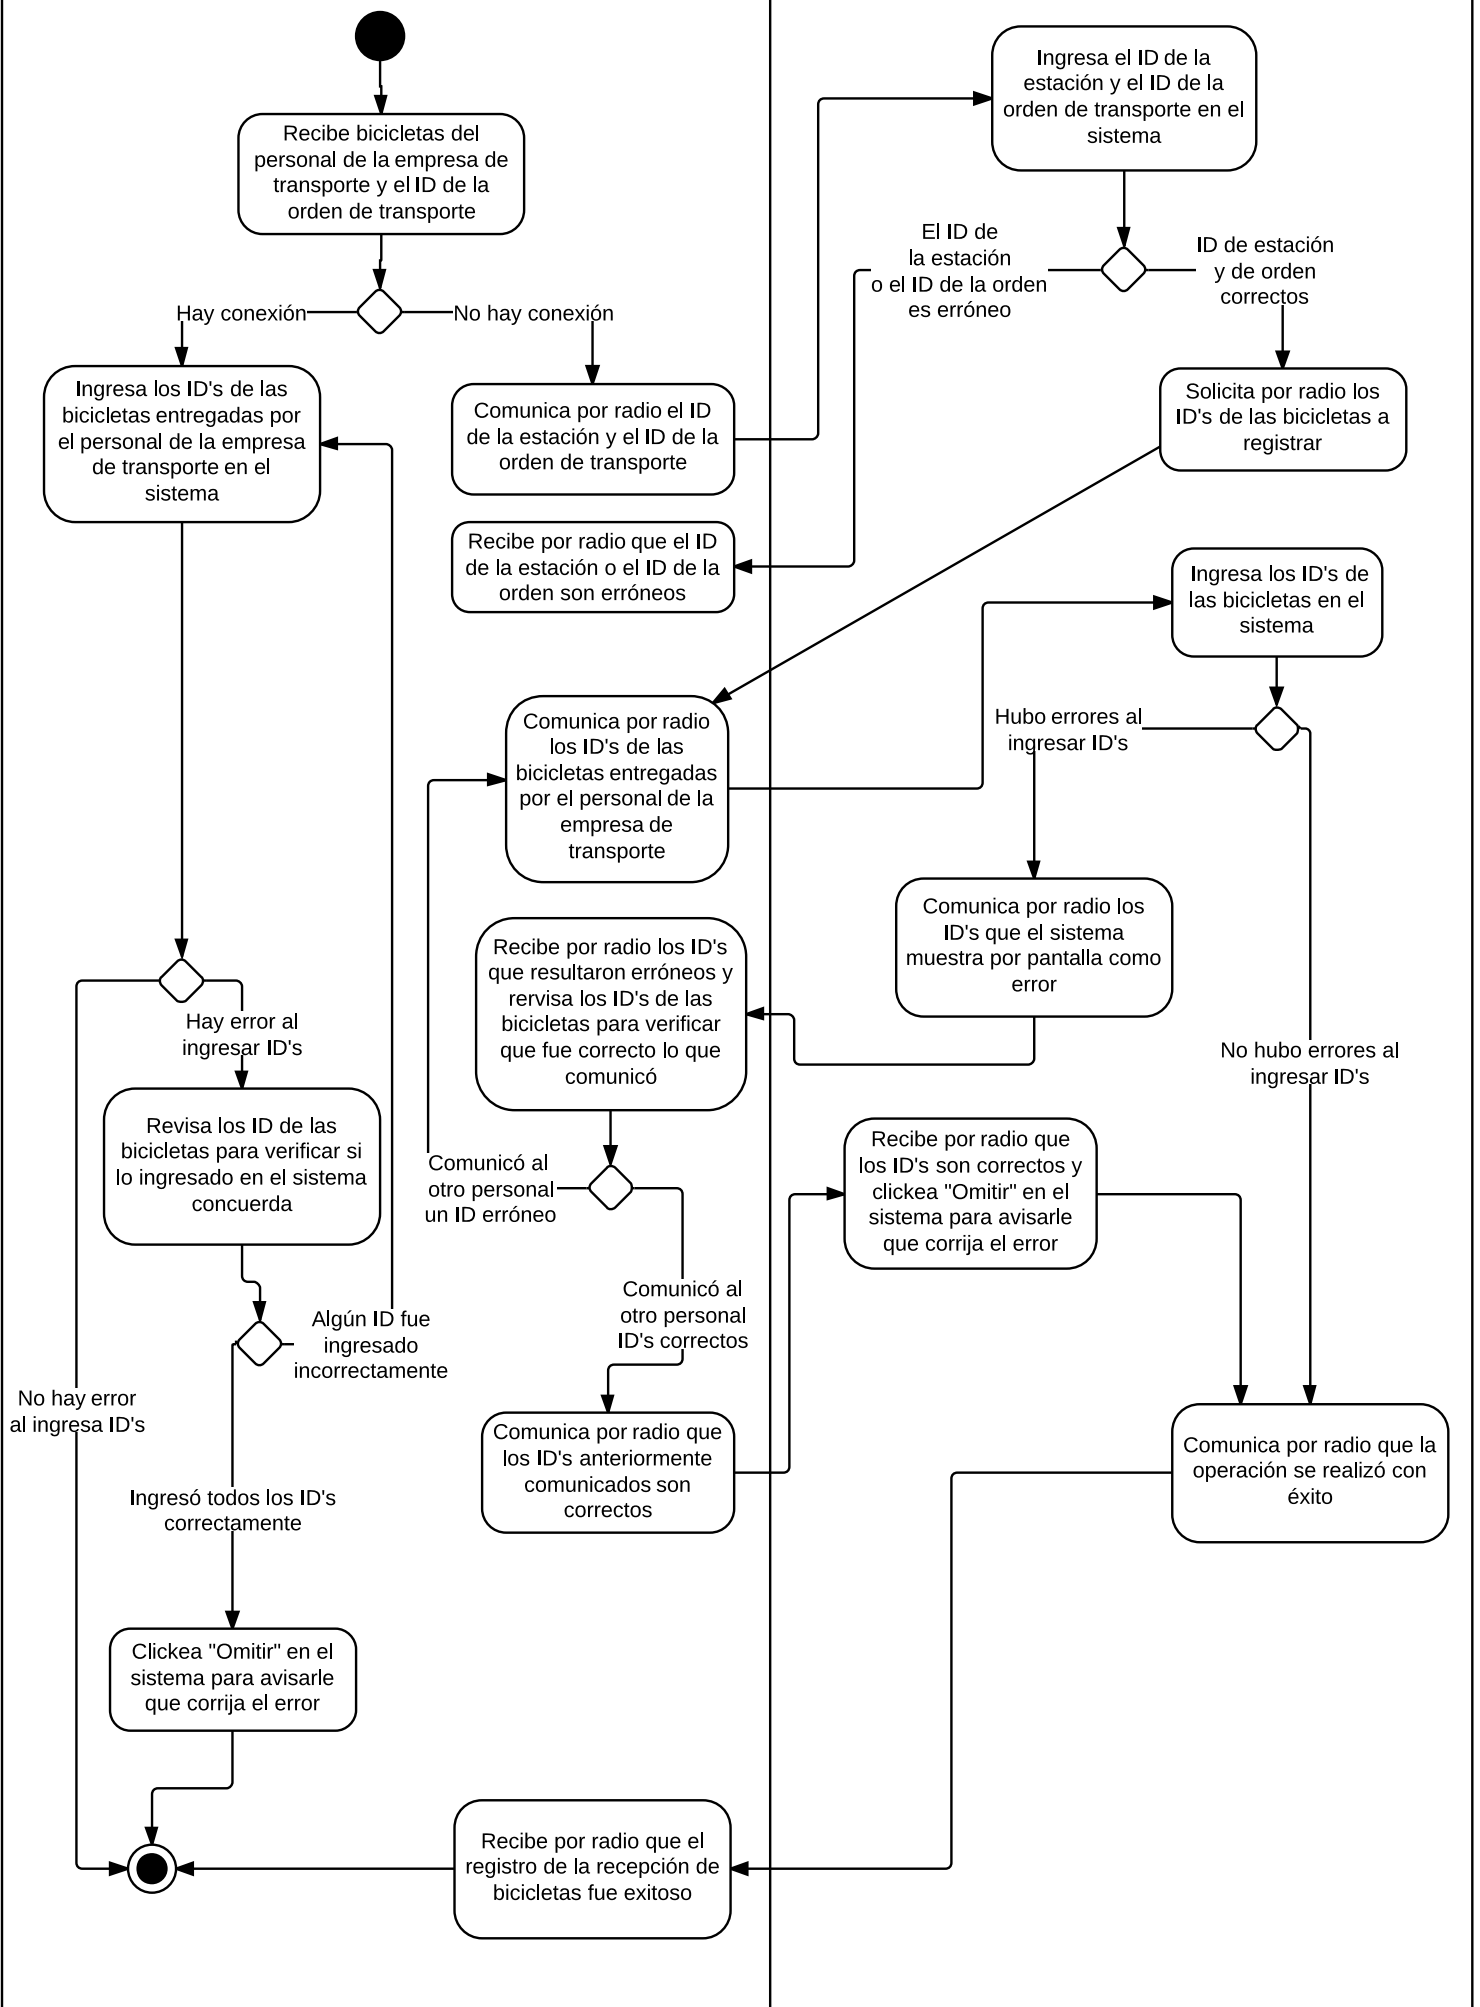 Recibe bicicletas del
personal de la empresa de
transporte y el ID de la
orden de transporte
Hay conexión
No hay conexión
Ingresa los ID's de las
bicicletas entregadas por
el personal de la empresa
de transporte en el
sistema
Comunica por radio el ID
de la estación y el ID de la
orden de transporte
Ingresa el ID de la
estación y el ID de la
orden de transporte en el
sistema
El ID de
la estación
o el ID de la orden
es erróneo
ID de estación
y de orden
correctos
Solicita por radio los
ID's de las bicicletas a
registrar
Recibe por radio que el ID
de la estación o el ID de la
orden son erróneos
Ingresa los ID's de
las bicicletas en el
sistema
Comunica por radio
los ID's de las
bicicletas entregadas
por el personal de la
empresa de
transporte
Hubo errores al
ingresar ID's
Comunica por radio los
ID's que el sistema
muestra por pantalla como
error
Recibe por radio los ID's
que resultaron erróneos y
rervisa los ID's de las
bicicletas para verificar
que fue correcto lo que
comunicó
Hay error al
ingresar ID's
No hubo errores al
ingresar ID's
Revisa los ID de las
bicicletas para verificar si
lo ingresado en el sistema
concuerda
Comunicó al
otro personal
un ID erróneo
Recibe por radio que
los ID's son correctos y
clickea "Omitir" en el
sistema para avisarle
que corrija el error
Comunicó al
otro personal
ID's correctos
Algún ID fue
ingresado
incorrectamente
No hay error
al ingresa ID's
Comunica por radio que
los ID's anteriormente
comunicados son
correctos
Comunica por radio que la
operación se realizó con
éxito
Ingresó todos los ID's
correctamente
Clickea "Omitir" en el
sistema para avisarle
que corrija el error
Recibe por radio que el
registro de la recepción de
bicicletas fue exitoso